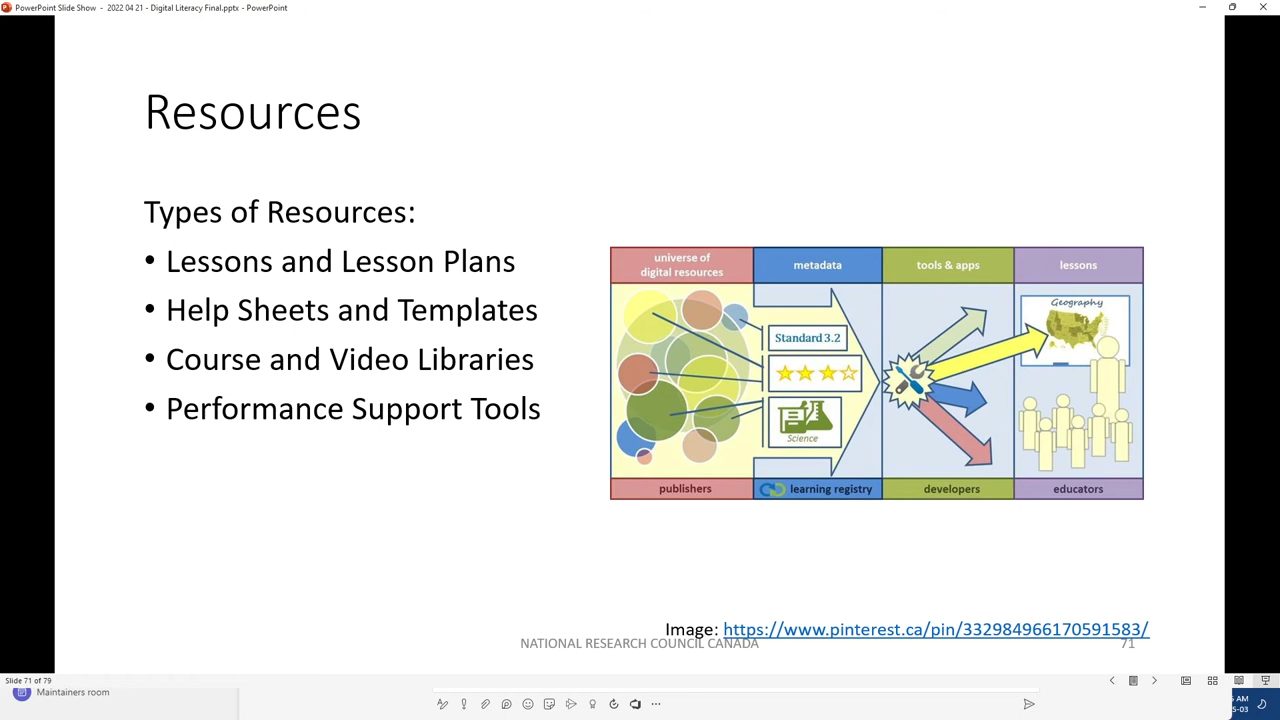 PowerPoint Slide Show - 2022 04 21 - Digital Literacy Final.pptx - PowerPoint
Resources
Types of Resources:
• Lessons and Lesson Plans
• Help Sheets and Templates
• Course and Video Libraries
• Performance Support Tools
universe of
digital resources
metadata
tools & apps
lessons
Geography
Standard 3.2
Science
publishers
learning registry
developers
educators
Image: https://www.pinterest.ca/pin/332984966170591583/
NATIONAL RESEARCH COUNCIL CANADA
71
Slide 71 of 79
Maintainers room
AM